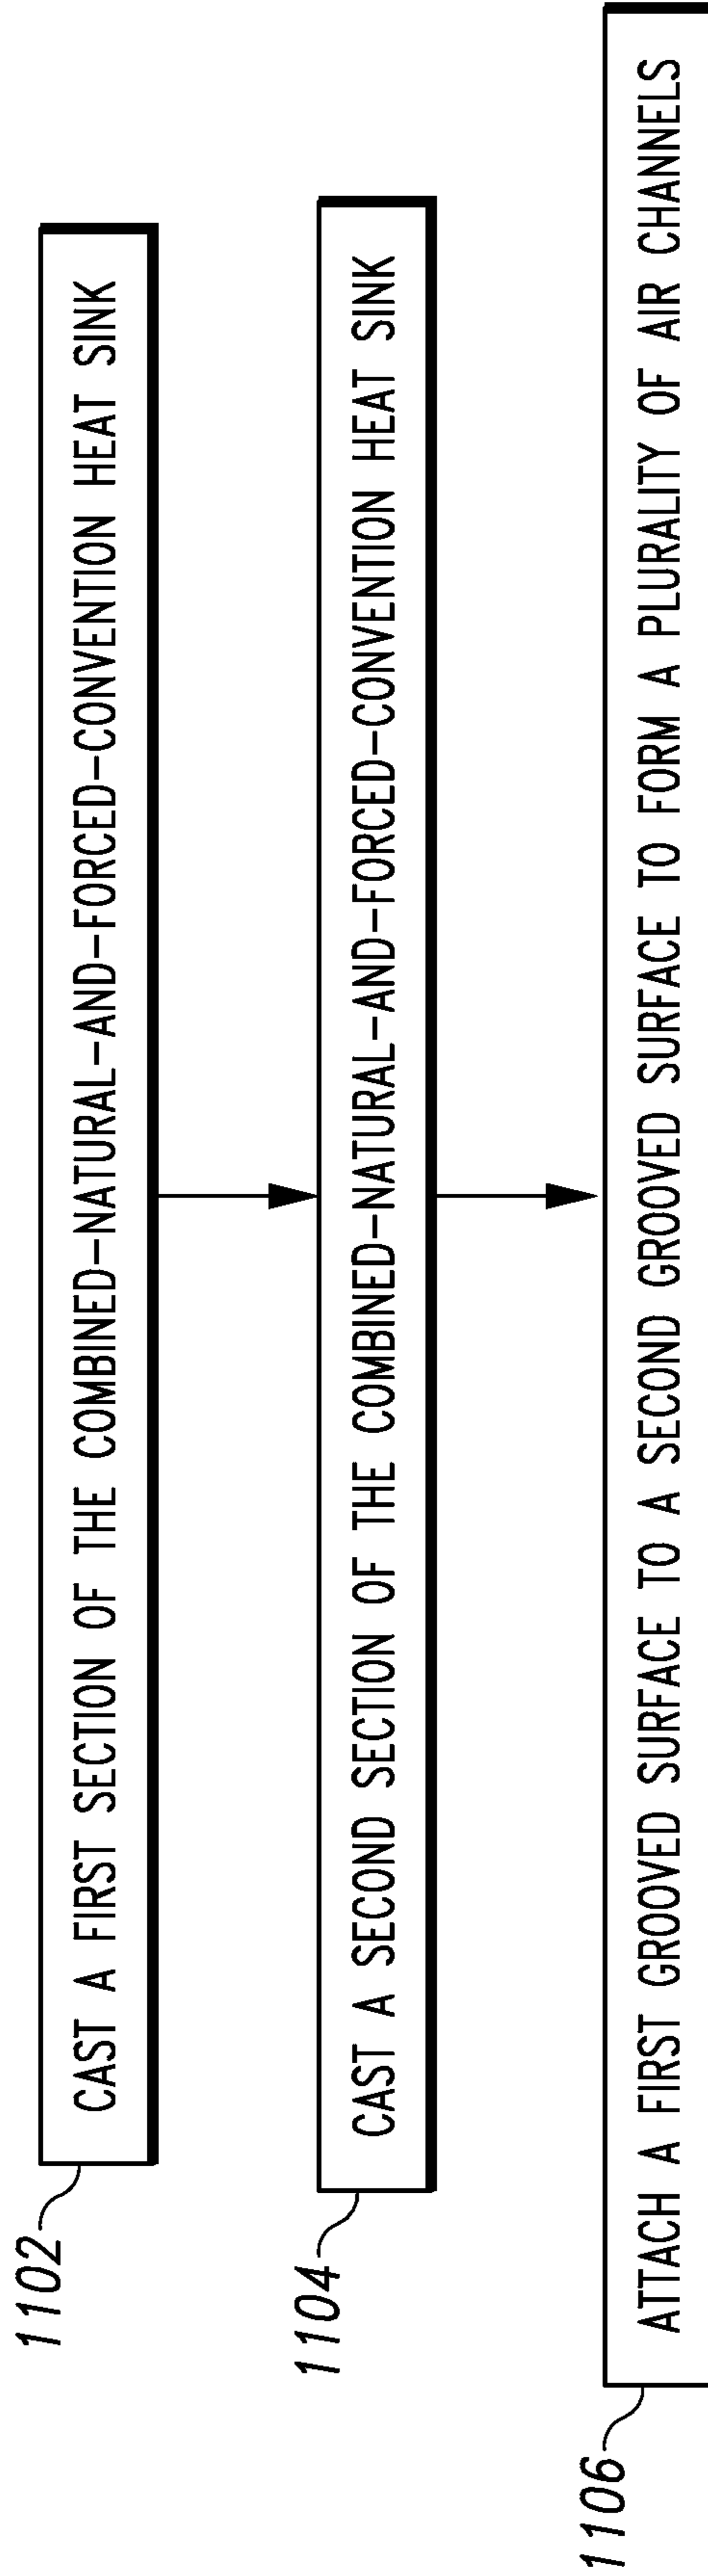 1102
CAST A FIRST SECTION OF THE COMBINED-NATURAL-AND-FORCED-CONVENTION HEAT SINK
1104
CAST A SECOND SECTION OF THE COMBINED-NATURAL-AND-FORCED-CONVENTION HEAT SINK
1106
ATTACH A FIRST GROOVED SURFACE TO A SECOND GROOVED SURFACE TO FORM A PLURALITY OF AIR CHANNELS